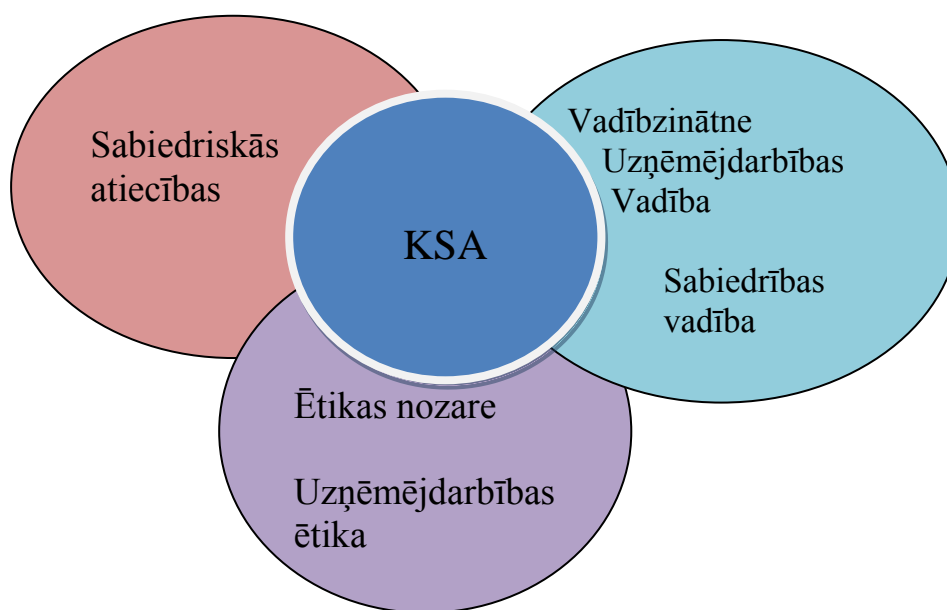 Sabiedriskās
atiecības
KSA
Vadībzinātne
Uzņēmējdarbības
Vadība
Sabiedrības
vadība
Ētikas nozare
Uzņēmējdarbības
ētika